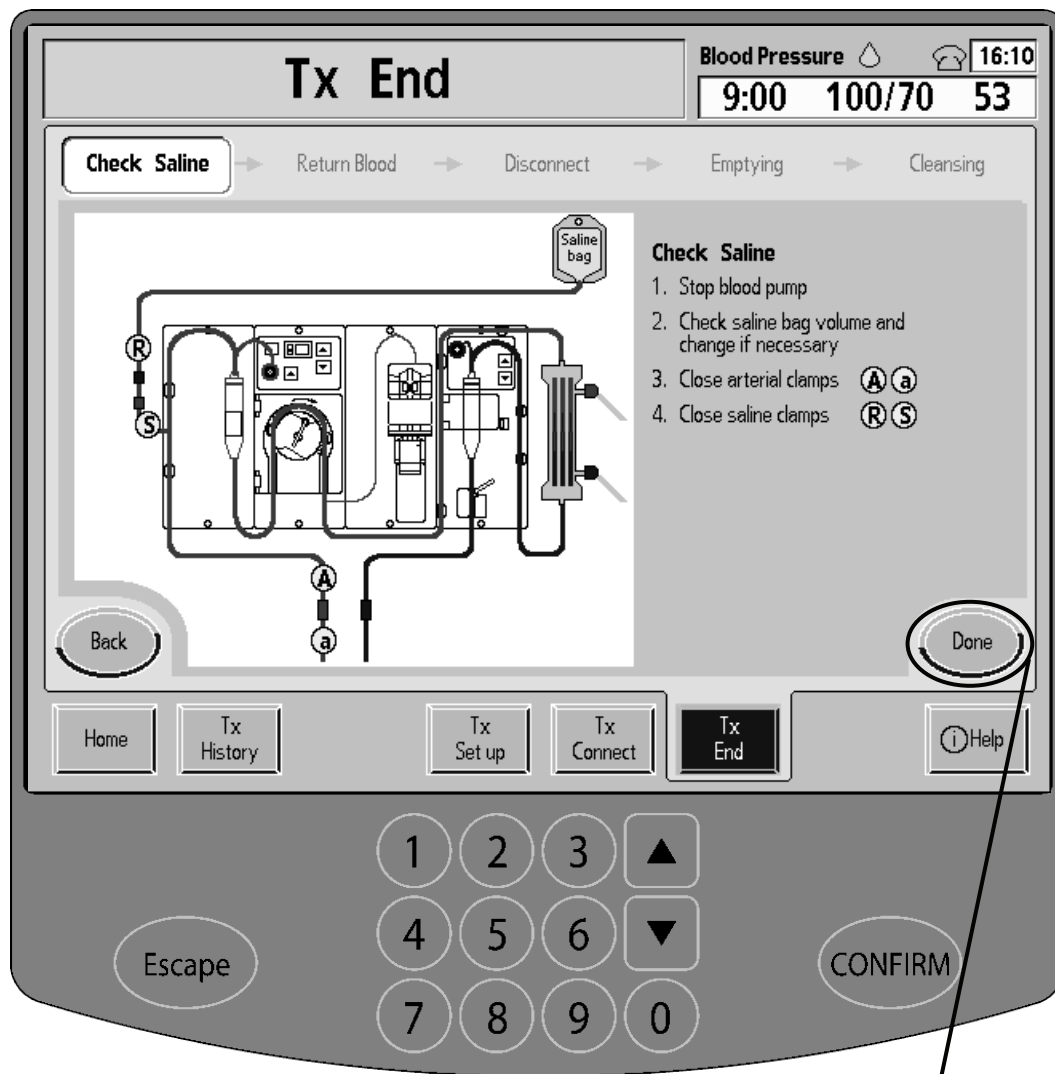 Tx End
Blood Pressure 16:10
9:00 100/70 53
Check Saline Return Blood Disconnect Emptying Cleansing
Saline
bag
Check Saline
1. Stop blood pump
2. Check saline bag volume and
change if necessary
3. Close arterial clamps A a
4. Close saline clamps R S
R
S
A
a
Back
Done
Home
Tx
History
Tx
Set up
Tx
Connect
Tx
End
i Help
1 2 3
4 5 6
Escape
CONFIRM
7 8 9 0